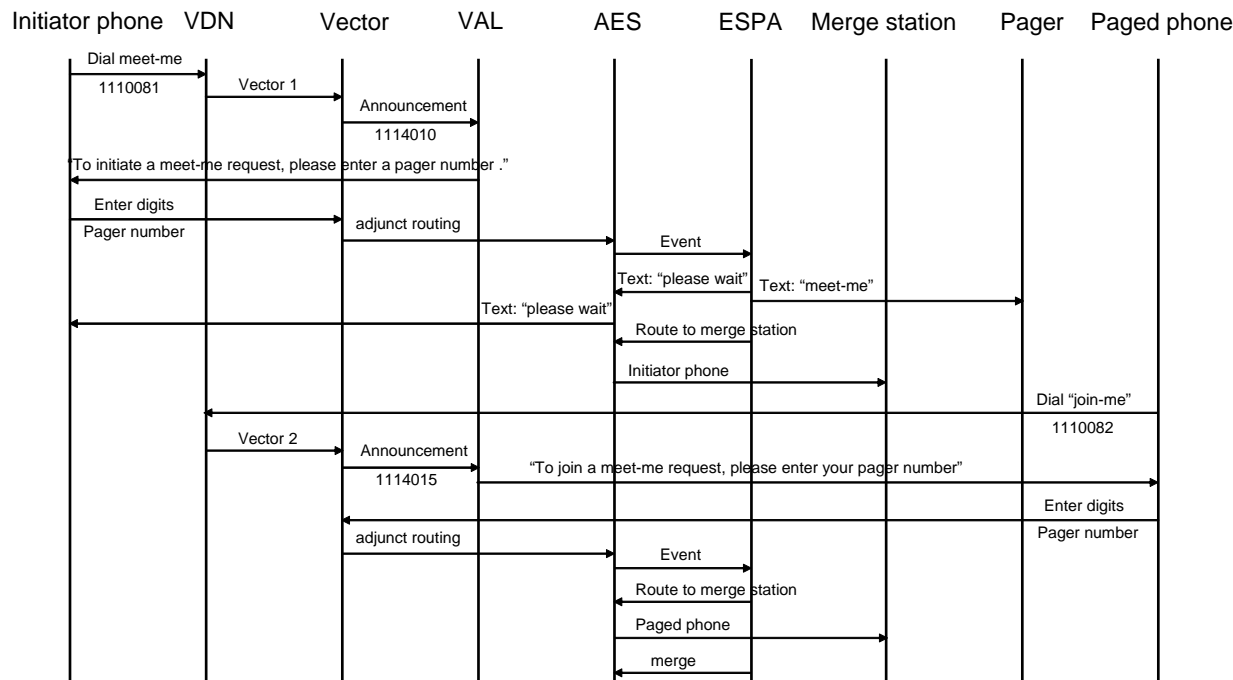 Initiator phone VDN Vector VAL AES ESPA Merge station Pager Paged phone
Dial meet-me
1110081
Vector 1
Announcement
1114010
"To initiate a meet-me request, please enter a pager number ."
Enter digits
Pager number
adjunct routing
Event
Text: “please wait”
Text: “meet-me”
Text: “please wait”
Route to merge station
Initiator phone
Dial “join-me”
1110082
Vector 2
Announcement
1114015
“To join a meet-me request, please enter your pager number”
Enter digits
Pager number
adjunct routing
Event
Route to merge station
Paged phone
merge